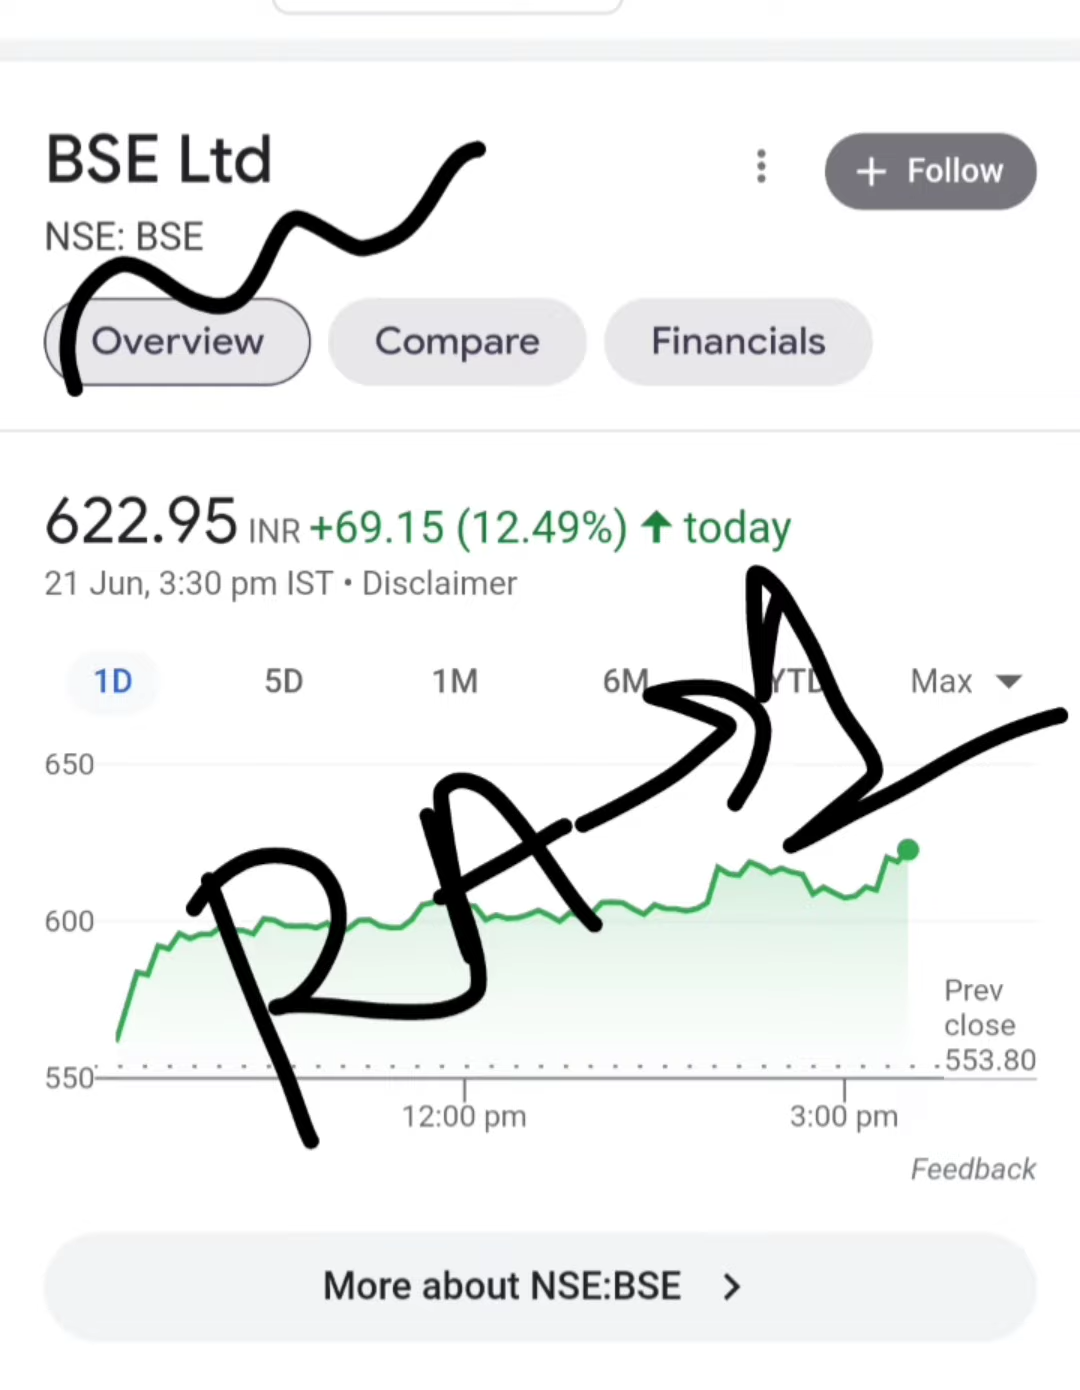 BSE Ltd
+ Follow
NSE: BSE
Overview
Compare
Financials
622.95 INR +69.15 (12.49%) ↑ today
21 Jun, 3:30 pm IST • Disclaimer
1D 5D 1M 6M YTD Max
650
600
550
Prev
close
553.80
12:00 pm
3:00 pm
Feedback
More about NSE:BSE >